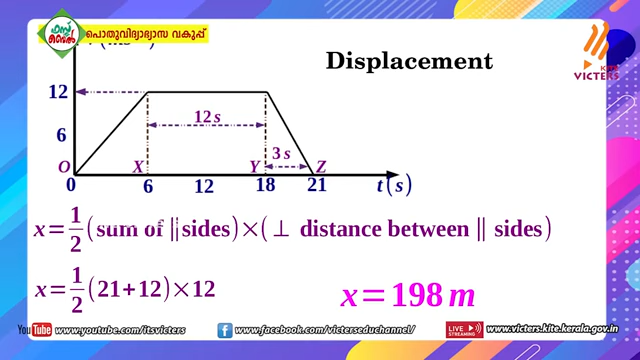 ഫസ്റ്റ് ബെൽ
പൊതുവിദ്യാഭ്യാസ വകുപ്പ്
KITE
VICTERS
Displacement
12
12 s
6
3 s
O X Y Z
0 6 12 18 21 t(s)
x = 1/2 (sum of || sides) × (⊥ distance between || sides)
x = 1/2 (21+12) × 12
x = 198 m
YouTube www.youtube.com/itsvicters
f www.facebook.com/victerseduchannel/
LIVE STREAMING www.victers.kite.kerala.gov.in